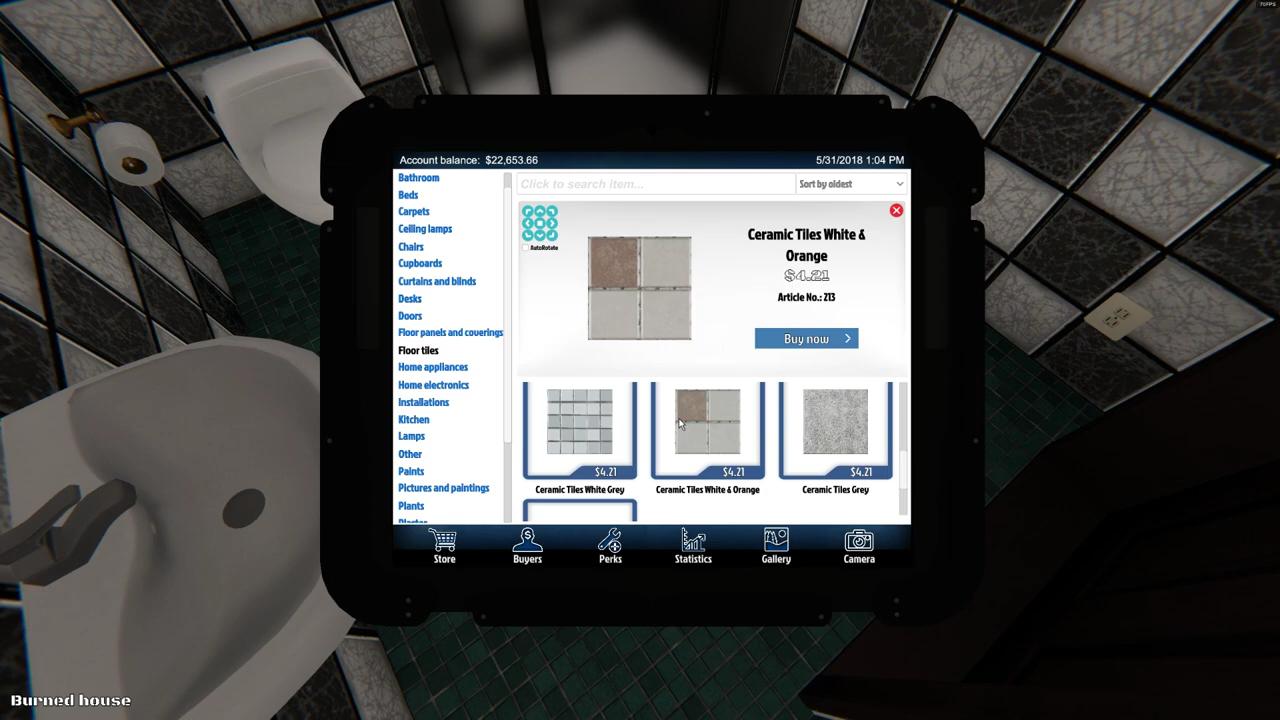 70FPS
Account balance: $22,653.66
5/31/2018 1:04 PM
Bathroom
Beds
Carpets
Ceiling lamps
Chairs
Cupboards
Curtains and blinds
Desks
Doors
Floor panels and coverings
Floor tiles
Home appliances
Home electronics
Installations
Kitchen
Lamps
Other
Paints
Pictures and paintings
Plants
Plaster
Click to search item...
Sort by oldest
AutoRotate
Ceramic Tiles White &
Orange
$4.21
Article No.: 213
Buy now
$4.21
$4.21
$4.21
Ceramic Tiles White Grey
Ceramic Tiles White & Orange
Ceramic Tiles Grey
Store
Buyers
Perks
Statistics
Gallery
Camera
Burned house